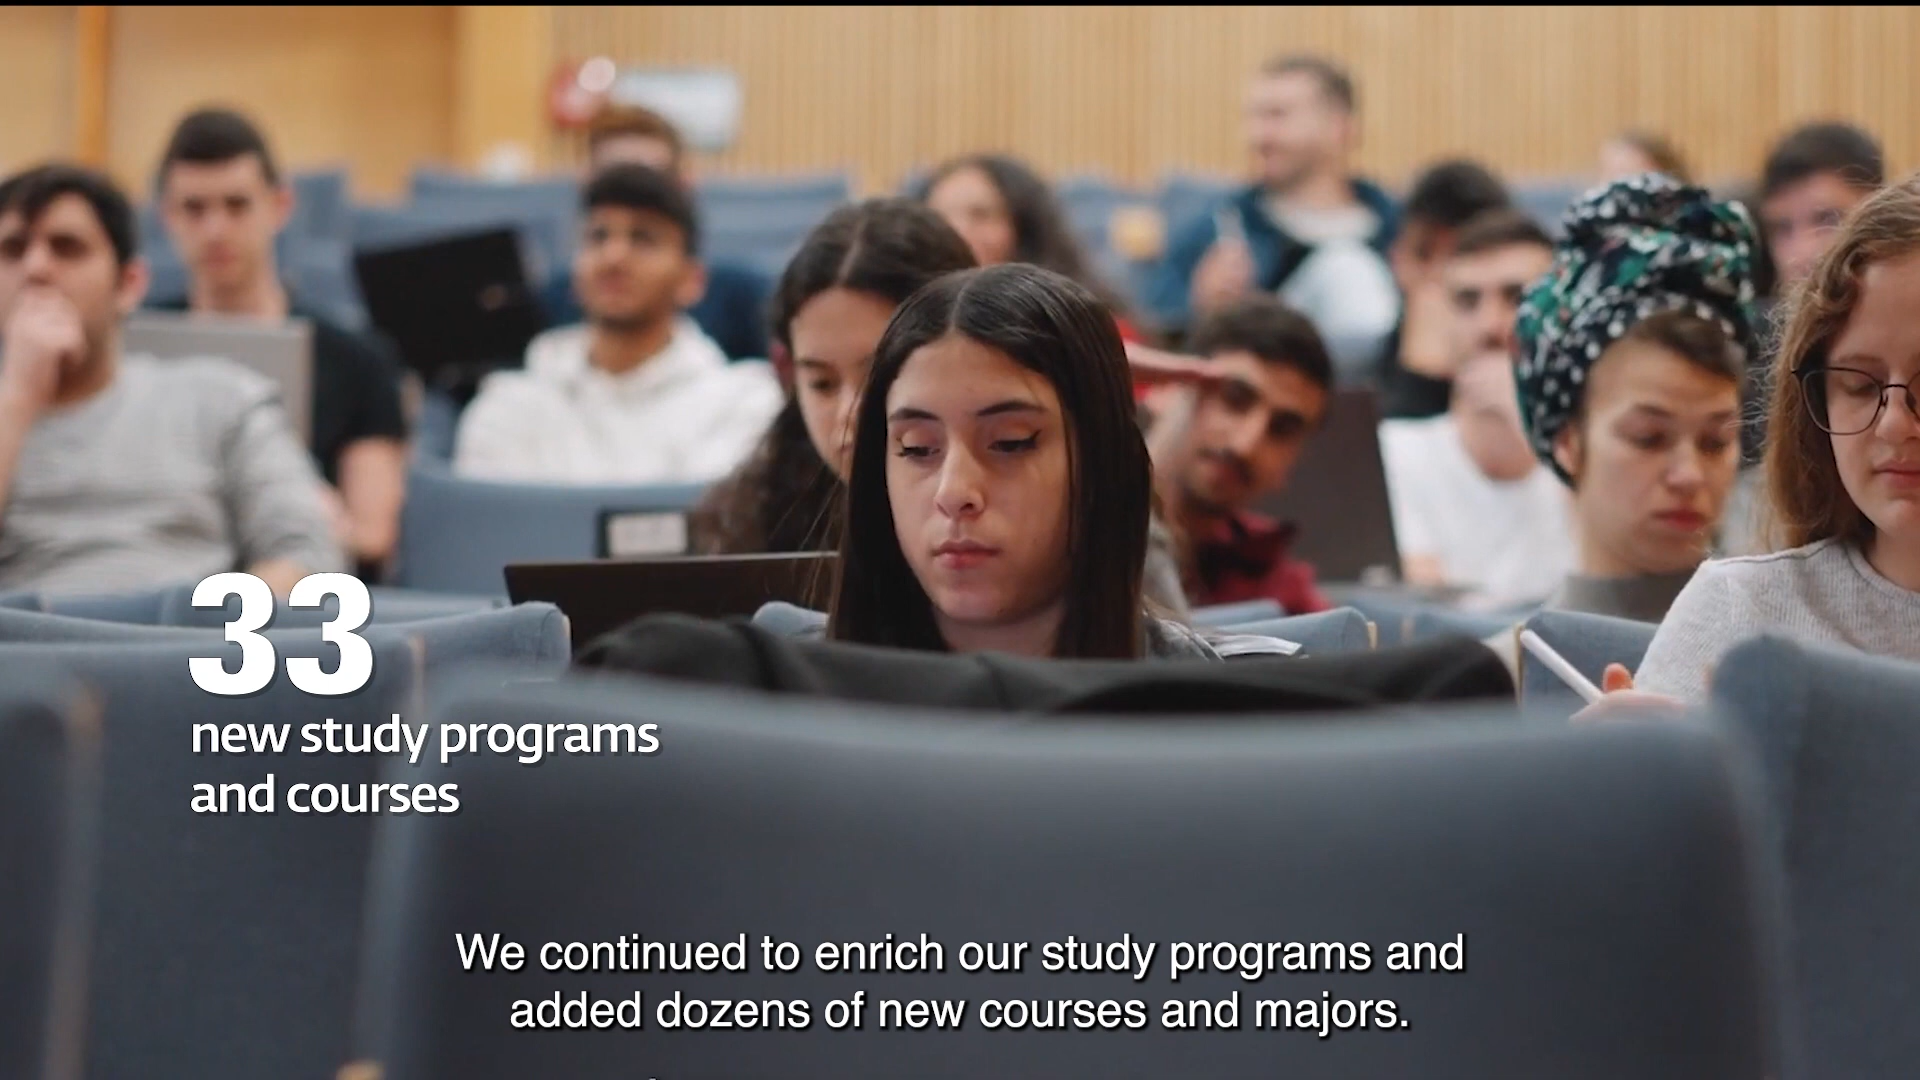 33
new study programs
and courses
We continued to enrich our study programs and
added dozens of new courses and majors.